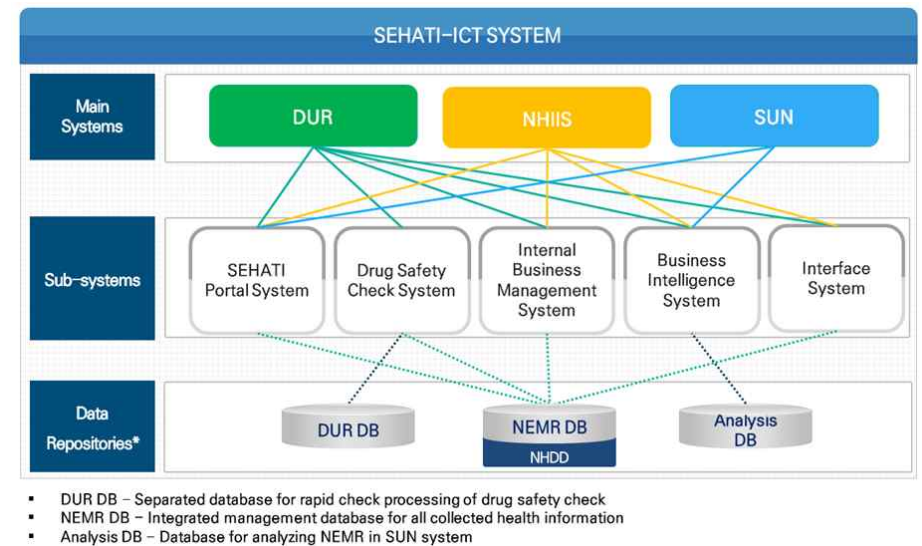 SEHATI-ICT SYSTEM
Main
Systems
DUR
NHIIS
SUN
Sub-systems
SEHATI
Portal System
Drug Safety
Check System
Internal
Business
Management
System
Business
Intelligence
System
Interface
System
Data
Repositories*
DUR DB
NEMR DB
NHDD
Analysis
DB
▪ DUR DB – Separated database for rapid check processing of drug safety check
▪ NEMR DB – Integrated management database for all collected health information
▪ Analysis DB – Database for analyzing NEMR in SUN system